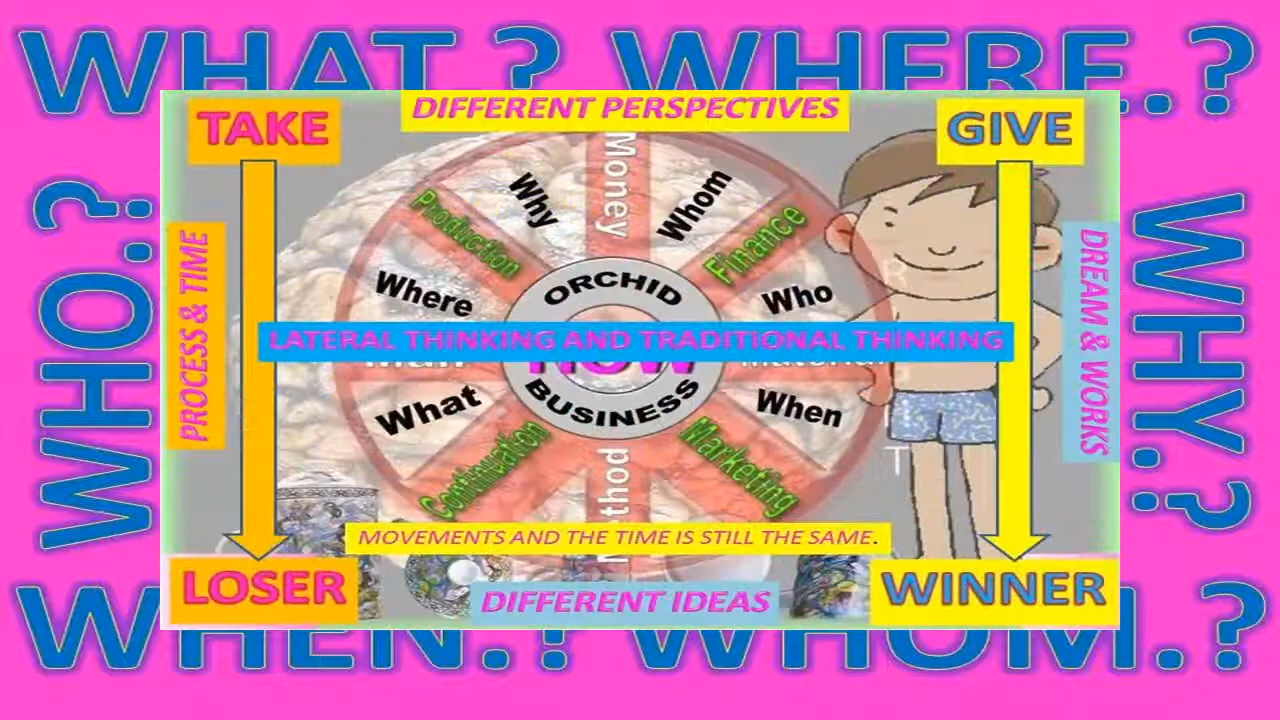 WHAT.? WHERE.?
WHO.?
WHY.?
WHEN.? WHOM.?
DIFFERENT PERSPECTIVES
TAKE
GIVE
PROCESS & TIME
DREAM & WORKS
Money
Why
Whom
Production
Finance
Where
Who
ORCHID
LATERAL THINKING AND TRADITIONAL THINKING
HOW
BUSINESS
What
When
Continuation
Marketing
MOVEMENTS AND THE TIME IS STILL THE SAME.
LOSER
WINNER
DIFFERENT IDEAS